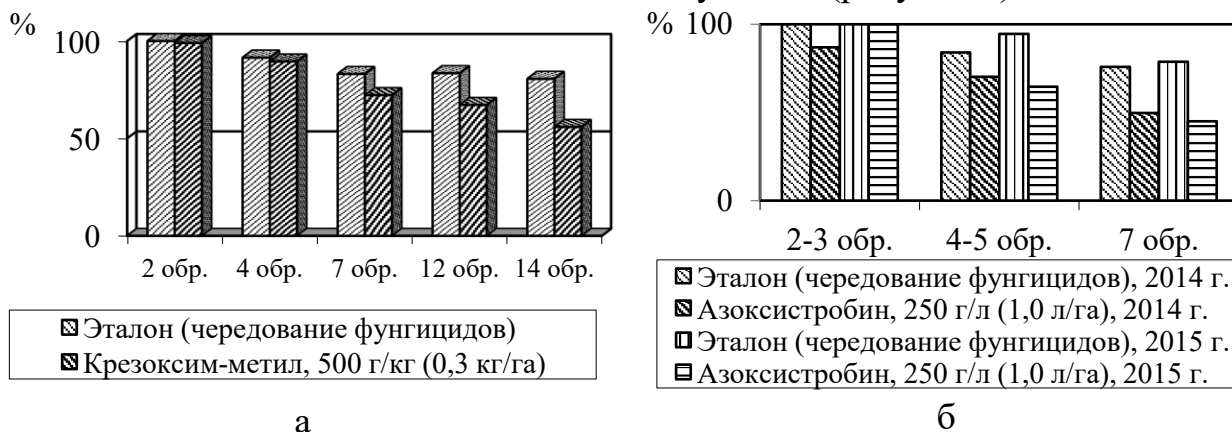 %
100
50
0
2 обр.
4 обр.
7 обр.
12 обр.
14 обр.
Эталон (чередование фунгицидов)
Крезоксим-метил, 500 г/кг (0,3 кг/га)
а
% 100
0
2-3 обр.
4-5 обр.
7 обр.
Эталон (чередование фунгицидов), 2014 г.
Азоксистробин, 250 г/л (1,0 л/га), 2014 г.
Эталон (чередование фунгицидов), 2015 г.
Азоксистробин, 250 г/л (1,0 л/га), 2015 г.
б